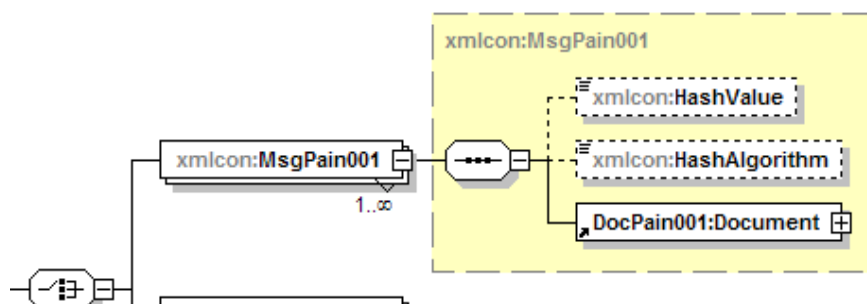 xmlcon:MsgPain001
xmlcon:HashValue
xmlcon:MsgPain001
xmlcon:HashAlgorithm
1..∞
DocPain001:Document